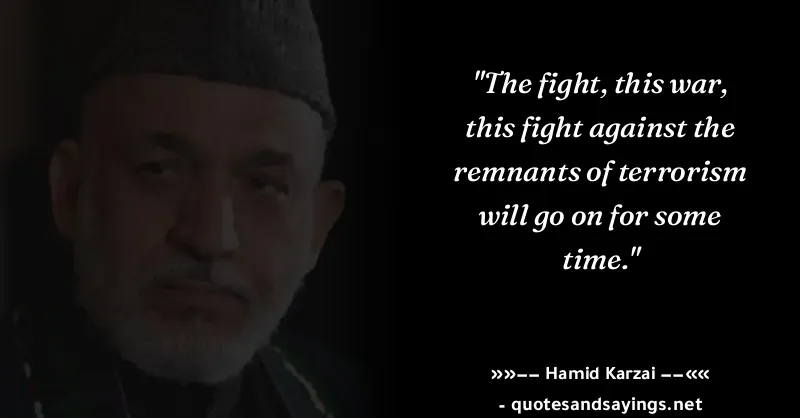 "The fight, this war,
this fight against the
remnants of terrorism
will go on for some
time."
»»−− Hamid Karzai −−««
- quotesandsayings.net